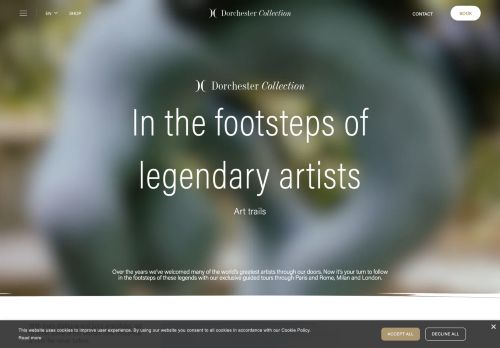 EN
SHOP
Dorchester Collection
CONTACT
BOOK
Dorchester Collection
In the footsteps of
legendary artists
Art trails
Over the years we've welcomed many of the world's greatest artists through our doors. Now it's your turn to follow
in the footsteps of these legends with our exclusive guided tours through Paris and Rome, Milan and London.
This website uses cookies to improve user experience. By using our website you consent to all cookies in accordance with our Cookie Policy.
Read more
ACCEPT ALL
DECLINE ALL